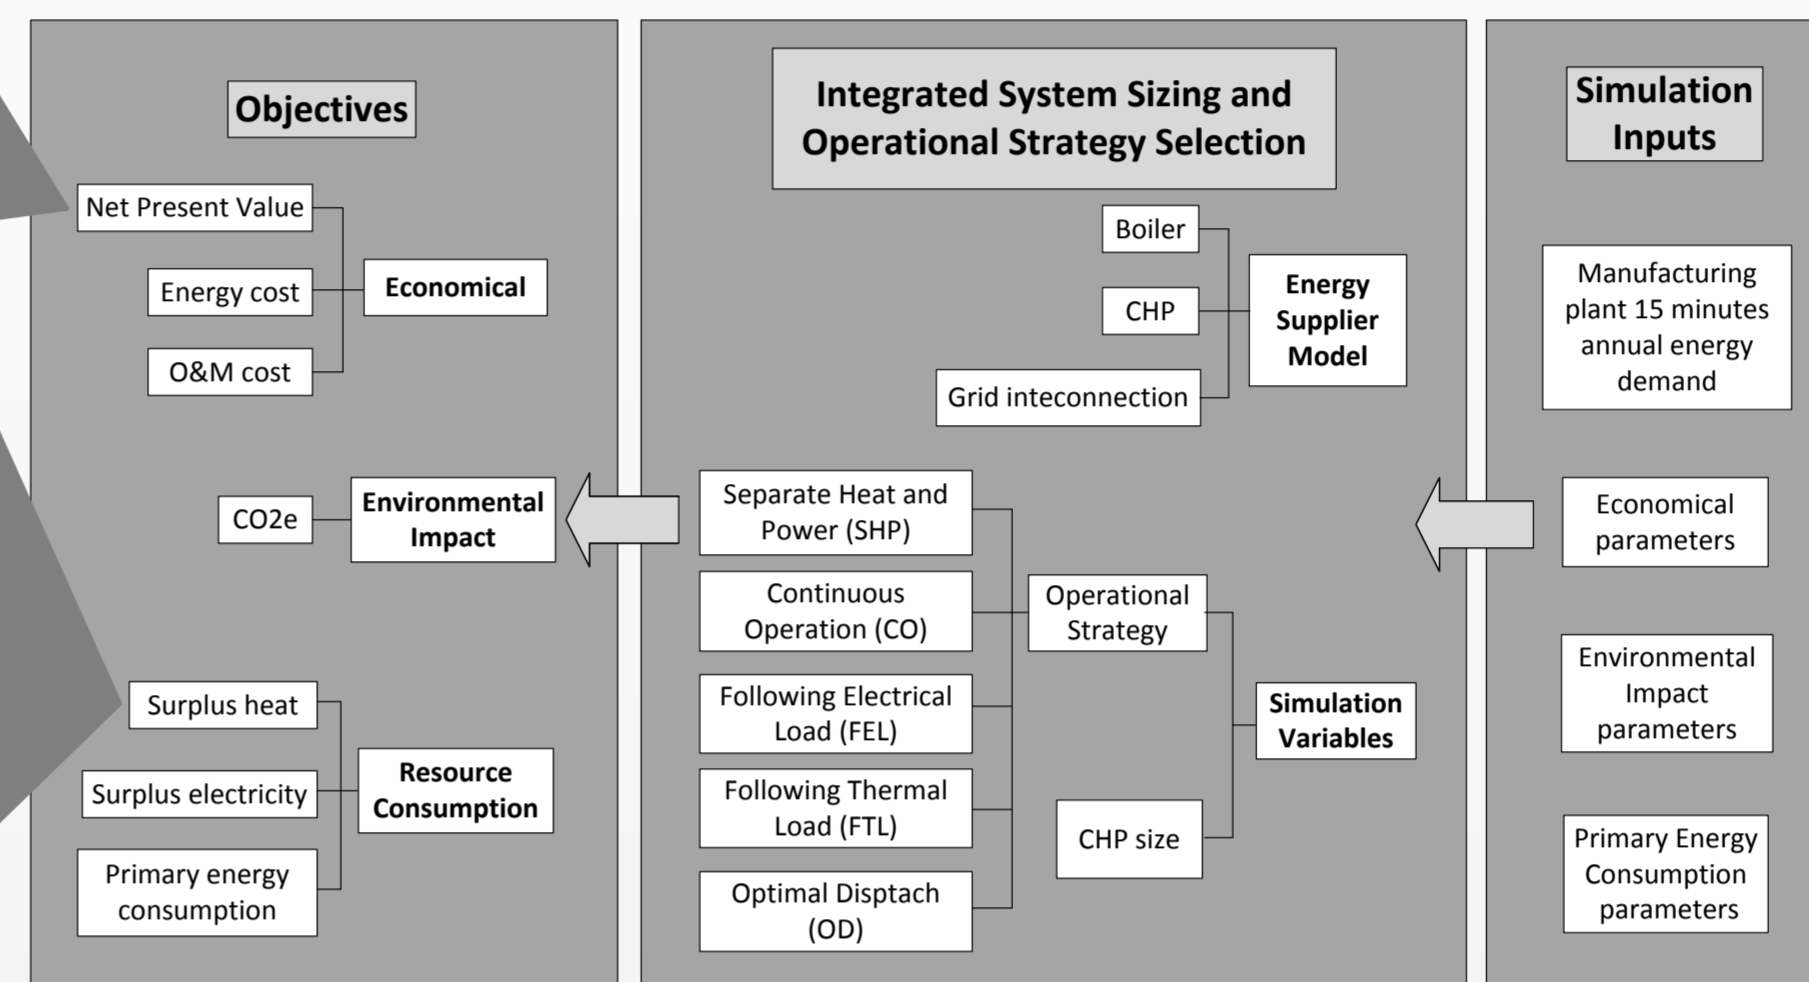 Objectives
Net Present Value
Energy cost
O&M cost
Economical
CO2e
Environmental
Impact
Surplus heat
Surplus electricity
Primary energy
consumption
Resource
Consumption
Integrated System Sizing and
Operational Strategy Selection
Boiler
CHP
Grid inteconnection
Energy
Supplier
Model
Separate Heat and
Power (SHP)
Continuous
Operation (CO)
Following Electrical
Load (FEL)
Following Thermal
Load (FTL)
Optimal Disptach
(OD)
Operational
Strategy
CHP size
Simulation
Variables
Simulation
Inputs
Manufacturing
plant 15 minutes
annual energy
demand
Economical
parameters
Environmental
Impact
parameters
Primary Energy
Consumption
parameters